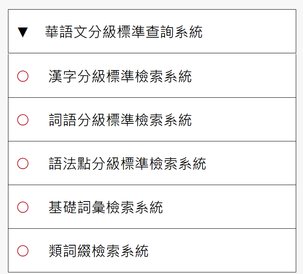 ▼ 華語文分級標準查詢系統
○ 漢字分級標準檢索系統
○ 詞語分級標準檢索系統
○ 語法點分級標準檢索系統
○ 基礎詞彙檢索系統
○ 類詞綴檢索系統